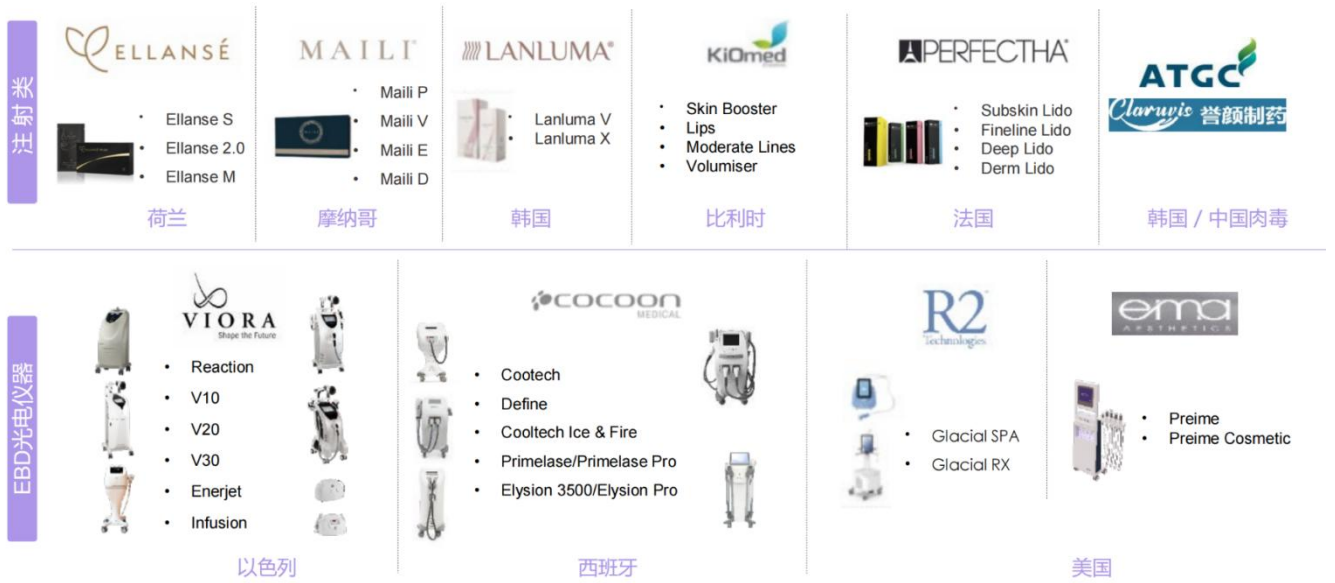 注射类
ELLANSÉ
Ellanse S
Ellanse 2.0
Ellanse M
荷兰
MAILI
Maili P
Maili V
Maili E
Maili D
摩纳哥
LANLUMA®
Lanluma V
Lanluma X
韩国
KiOmed
Skin Booster
Lips
Moderate Lines
Volumiser
比利时
PERFECTHA®
Subskin Lido
Fineline Lido
Deep Lido
Derm Lido
法国
ATGC
Claruvis 誉颜制药
韩国 / 中国肉毒
EBD光电仪器
VIORA
Shape the Future
Reaction
V10
V20
V30
Enerjet
Infusion
以色列
COCOON
MEDICAL
Cootech
Define
Cooltech Ice & Fire
Primelase/Primelase Pro
Elysion 3500/Elysion Pro
西班牙
R2
Technologies
Glacial SPA
Glacial RX
ema
AESTHETICS
Preime
Preime Cosmetic
美国